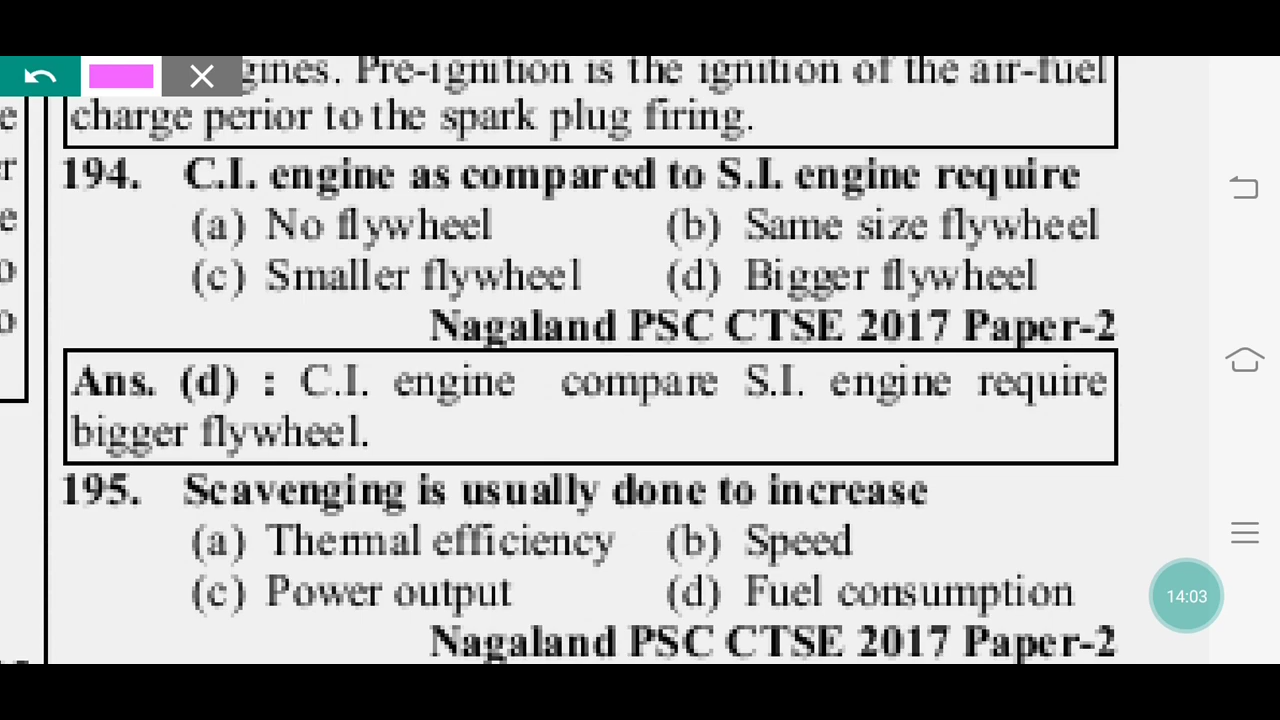 gines. Pre-ignition is the ignition of the air-fuel
charge perior to the spark plug firing.
194. C.I. engine as compared to S.I. engine require
(a) No flywheel (b) Same size flywheel
(c) Smaller flywheel (d) Bigger flywheel
Nagaland PSC CTSE 2017 Paper-2
Ans. (d) : C.I. engine compare S.I. engine require
bigger flywheel.
195. Scavenging is usually done to increase
(a) Thermal efficiency (b) Speed
(c) Power output (d) Fuel consumption
Nagaland PSC CTSE 2017 Paper-2
14:03